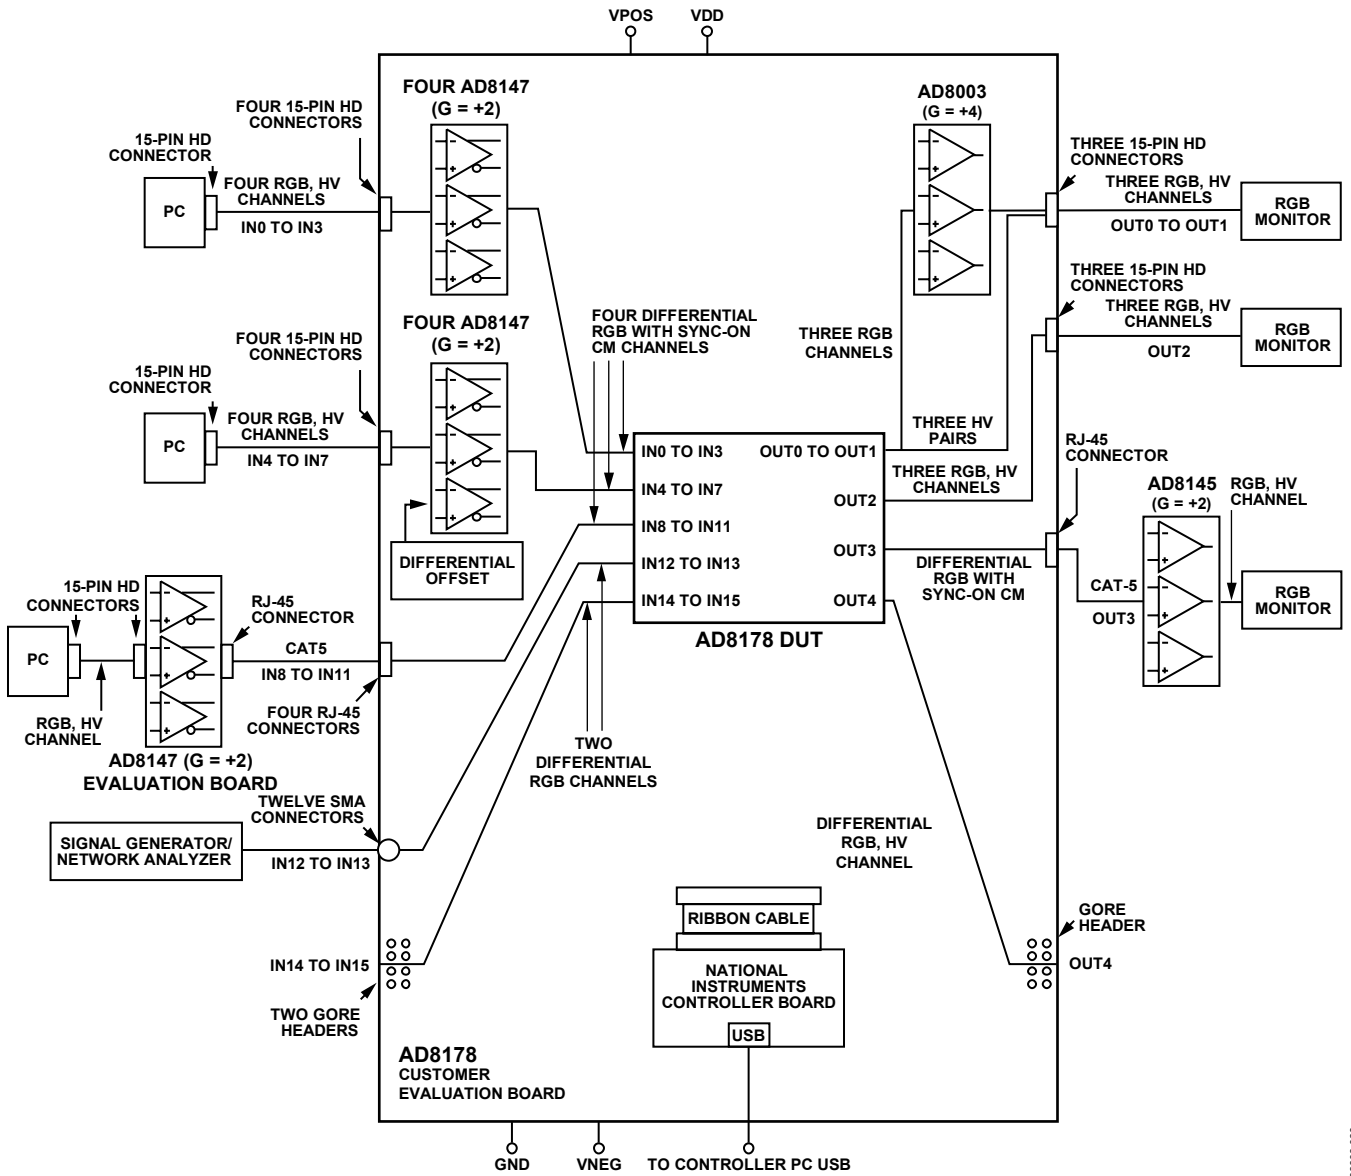 VPOS
VDD
FOUR AD8147
(G = +2)
AD8003
(G = +4)
FOUR 15-PIN HD
CONNECTORS
15-PIN HD
CONNECTOR
PC
FOUR RGB, HV
CHANNELS
IN0 TO IN3
THREE 15-PIN HD
CONNECTORS
THREE RGB, HV
CHANNELS
OUT0 TO OUT1
RGB
MONITOR
THREE 15-PIN HD
CONNECTORS
THREE RGB, HV
CHANNELS
OUT2
RGB
MONITOR
FOUR AD8147
(G = +2)
FOUR DIFFERENTIAL
RGB WITH SYNC-ON
CM CHANNELS
THREE RGB
CHANNELS
FOUR 15-PIN HD
CONNECTORS
15-PIN HD
CONNECTOR
PC
FOUR RGB, HV
CHANNELS
IN4 TO IN7
DIFFERENTIAL
OFFSET
IN0 TO IN3
IN4 TO IN7
IN8 TO IN11
IN12 TO IN13
IN14 TO IN15
OUT0 TO OUT1
OUT2
OUT3
OUT4
AD8178 DUT
THREE HV
PAIRS
THREE RGB, HV
CHANNELS
DIFFERENTIAL
RGB WITH
SYNC-ON CM
RJ-45
CONNECTOR
AD8145
(G = +2)
RGB, HV
CHANNEL
CAT-5
OUT3
RGB
MONITOR
15-PIN HD
CONNECTORS
RJ-45
CONNECTOR
PC
CAT5
IN8 TO IN11
RGB, HV
CHANNEL
FOUR RJ-45
CONNECTORS
AD8147 (G = +2)
EVALUATION BOARD
TWO
DIFFERENTIAL
RGB CHANNELS
TWELVE SMA
CONNECTORS
SIGNAL GENERATOR/
NETWORK ANALYZER
IN12 TO IN13
DIFFERENTIAL
RGB, HV
CHANNEL
IN14 TO IN15
TWO GORE
HEADERS
RIBBON CABLE
NATIONAL
INSTRUMENTS
CONTROLLER BOARD
USB
GORE
HEADER
OUT4
AD8178
CUSTOMER
EVALUATION BOARD
GND
VNEG
TO CONTROLLER PC USB